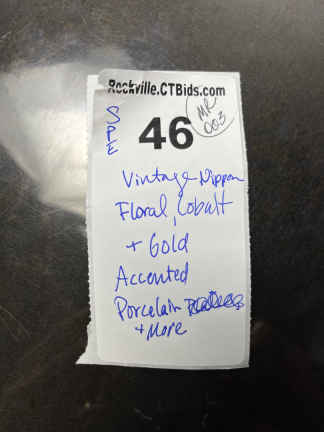 Rockville.CTBids.com
SPE
46
MR
003
Vintage Nippon
Floral, Cobalt
+ Gold
Accented
Porcelain
+ More